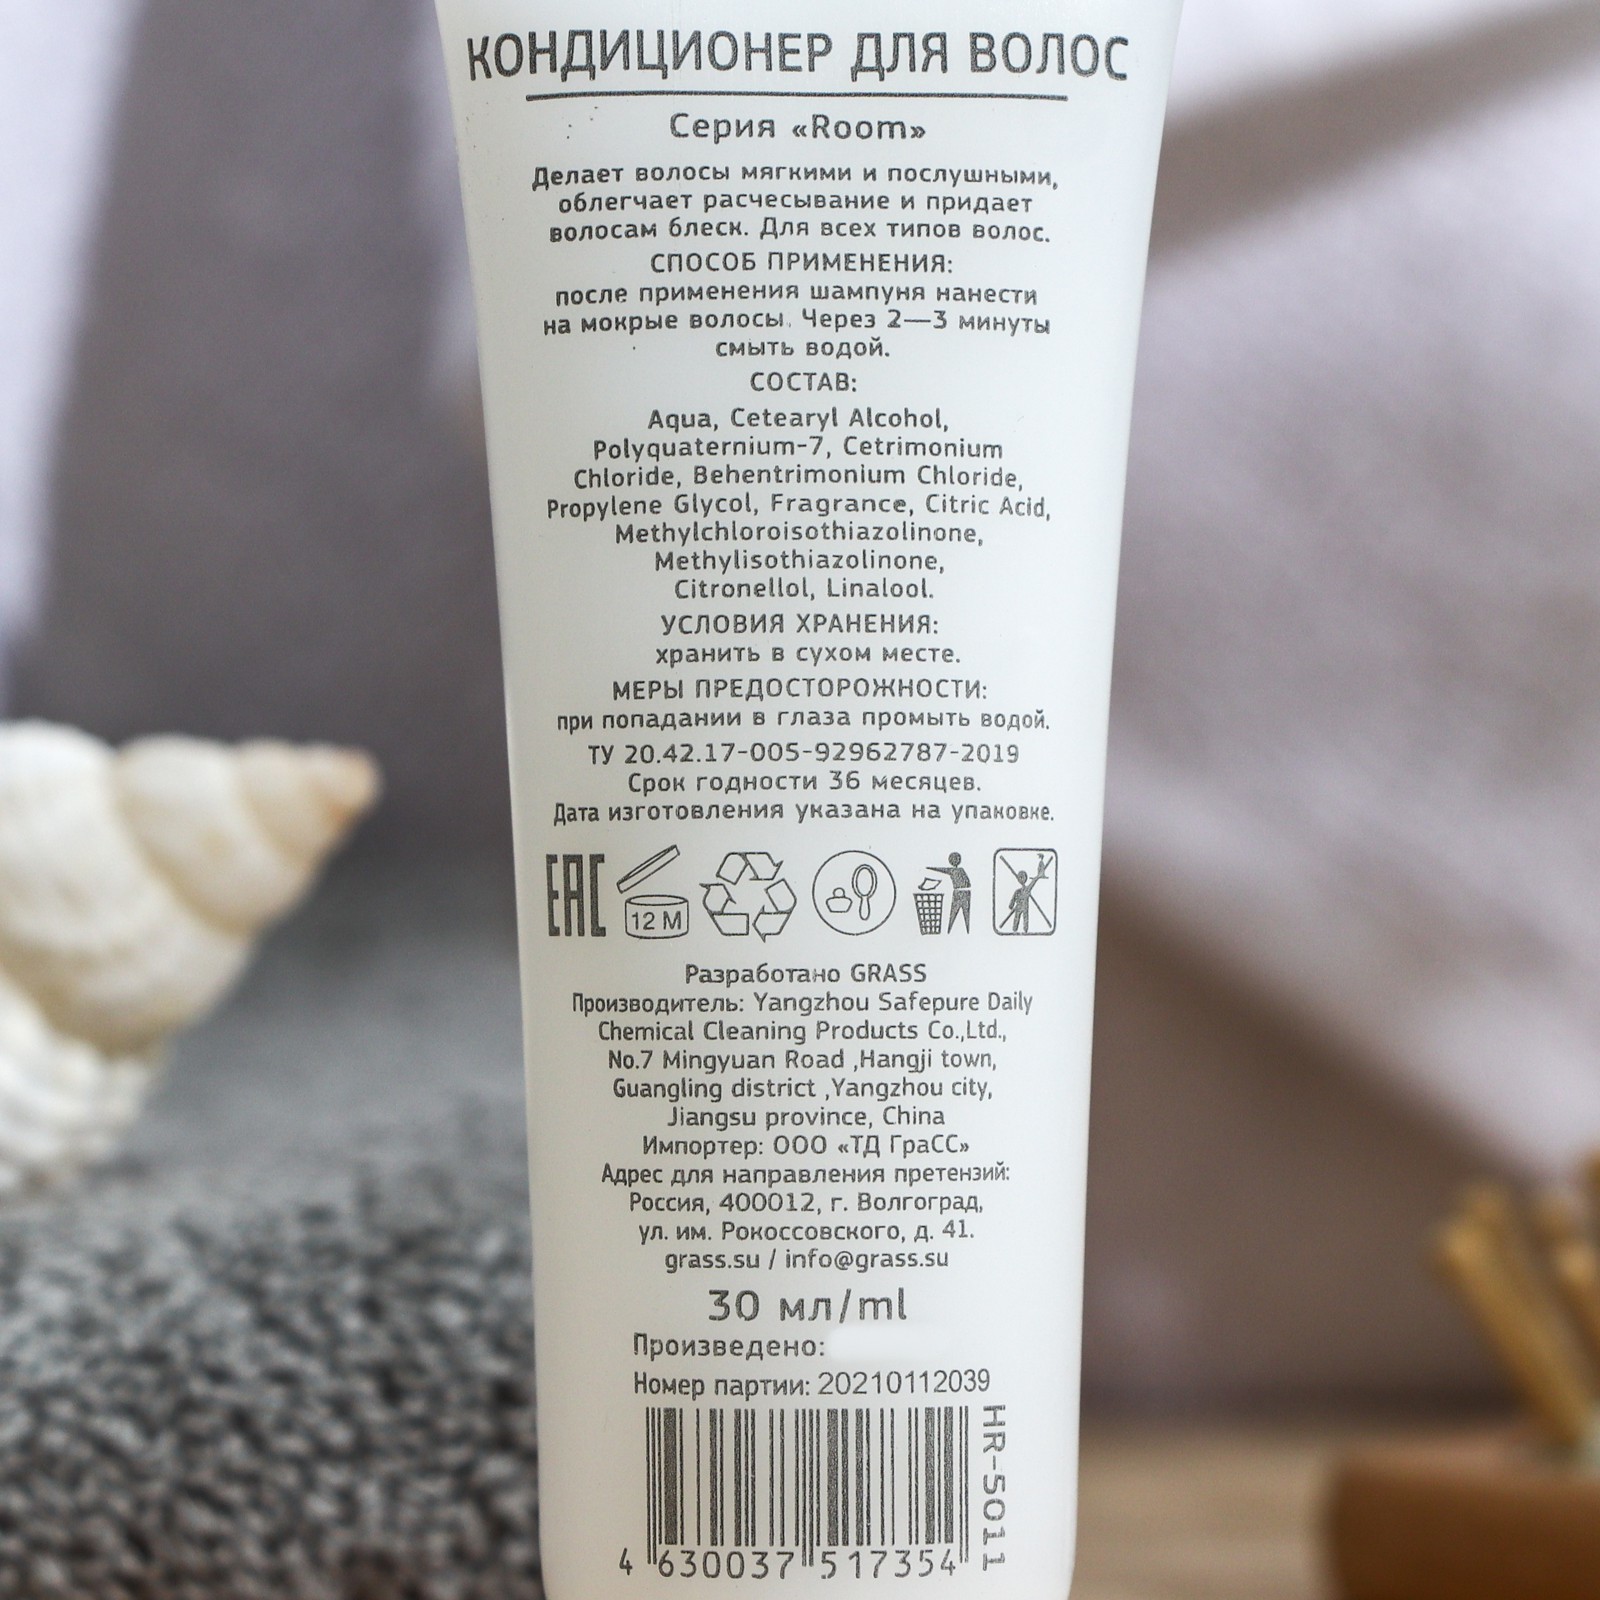 КОНДИЦИОНЕР ДЛЯ ВОЛОС
Серия «Room»
Делает волосы мягкими и послушными,
облегчает расчесывание и придает
волосам блеск. Для всех типов волос.
СПОСОБ ПРИМЕНЕНИЯ:
после применения шампуня нанести
на мокрые волосы. Через 2—3 минуты
смыть водой.
СОСТАВ:
Aqua, Cetearyl Alcohol,
Polyquaternium-7, Cetrimonium
Chloride, Behentrimonium Chloride,
Propylene Glycol, Fragrance, Citric Acid,
Methylchloroisothiazolinone,
Methylisothiazolinone,
Citronellol, Linalool.
УСЛОВИЯ ХРАНЕНИЯ:
хранить в сухом месте.
МЕРЫ ПРЕДОСТОРОЖНОСТИ:
при попадании в глаза промыть водой.
ТУ 20.42.17-005-92962787-2019
Срок годности 36 месяцев.
Дата изготовления указана на упаковке.
EAC 12 M
Разработано GRASS
Производитель: Yangzhou Safepure Daily
Chemical Cleaning Products Co.,Ltd.,
No.7 Mingyuan Road ,Hangji town,
Guangling district ,Yangzhou city,
Jiangsu province, China
Импортер: ООО «ТД ГраСС»
Адрес для направления претензий:
Россия, 400012, г. Волгоград,
ул. им. Рокоссовского, д. 41.
grass.su / info@grass.su
30 мл/ml
Произведено:
Номер партии: 20210112039
HR-5011
4 630037 517354